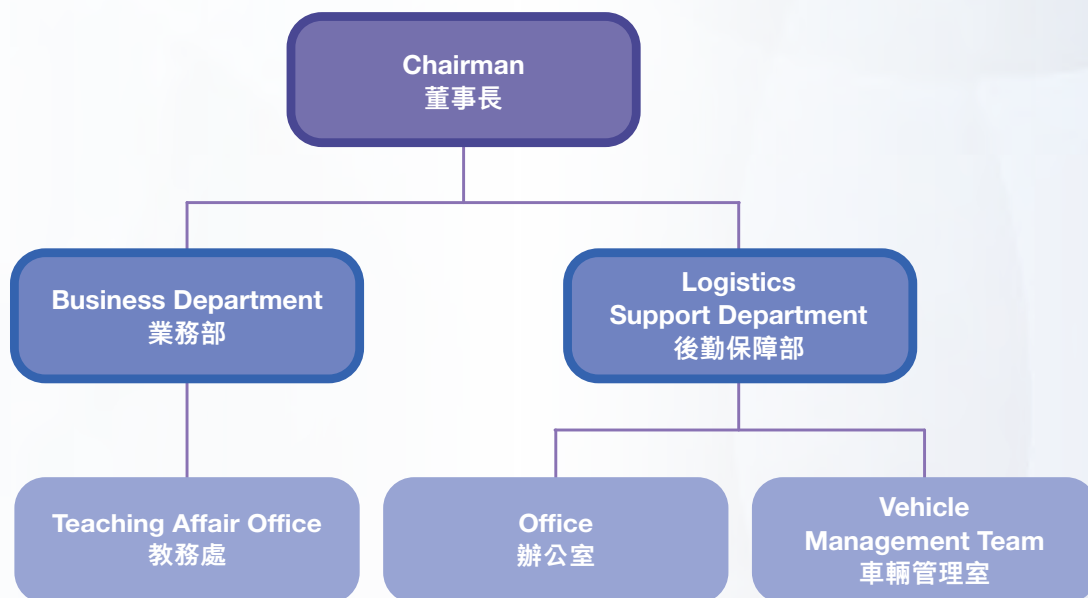 Chairman
董事長
Business Department
業務部
Logistics
Support Department
後勤保障部
Teaching Affair Office
教務處
Office
辦公室
Vehicle
Management Team
車輛管理室